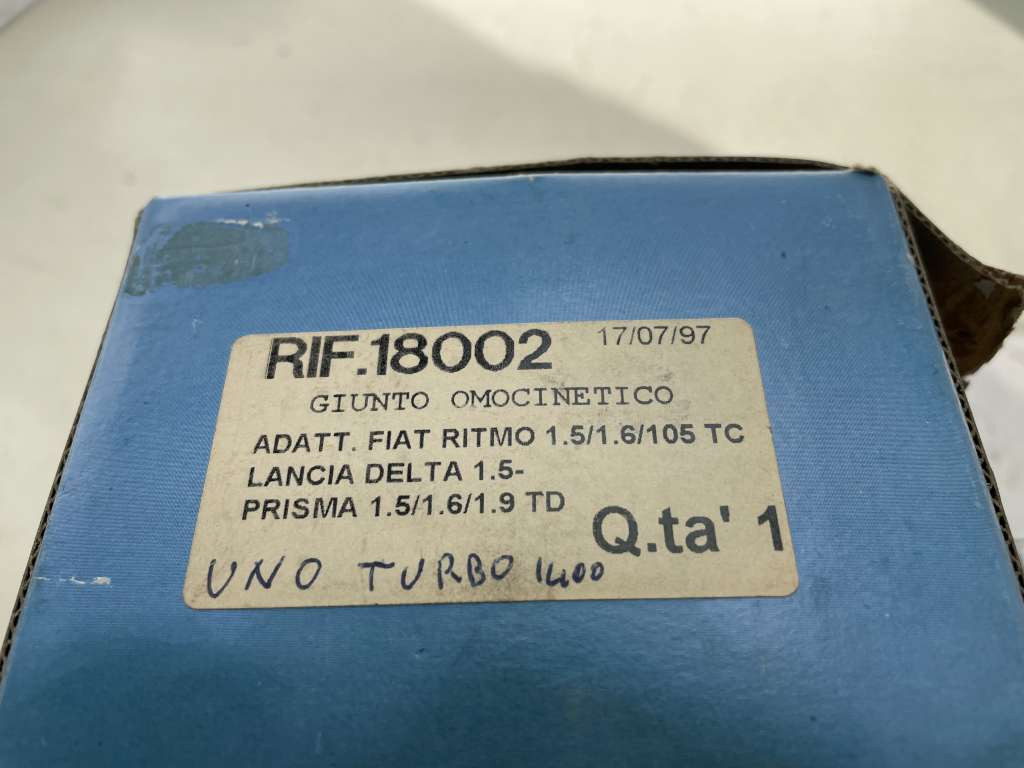 RIF.18002 17/07/97
GIUNTO OMOCINETICO
ADATT. FIAT RITMO 1.5/1.6/105 TC
LANCIA DELTA 1.5-
PRISMA 1.5/1.6/1.9 TD
Q.ta' 1
UNO TURBO 1400